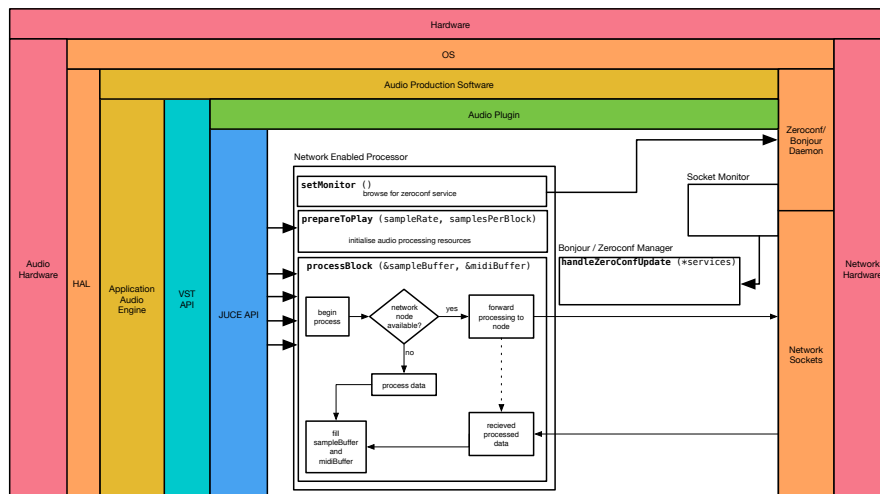 Hardware
OS
Audio Production Software
Audio Plugin
Zeroconf/
Bonjour
Daemon
Network Enabled Processor
Socket Monitor
setMonitor ()
browse for zeroconf service
prepareToPlay (sampleRate, samplesPerBlock)
initialise audio processing resources
Bonjour / Zeroconf Manager
handleZeroConfUpdate (*services)
processBlock (&sampleBuffer, &midiBuffer)
Audio
Hardware
HAL
Application
Audio
Engine
VST
API
JUCE API
begin
process
network
node
available?
yes
forward
processing to
node
no
process data
fill
sampleBuffer
and
midiBuffer
recieved
processed
data
Network
Sockets
Network
Hardware